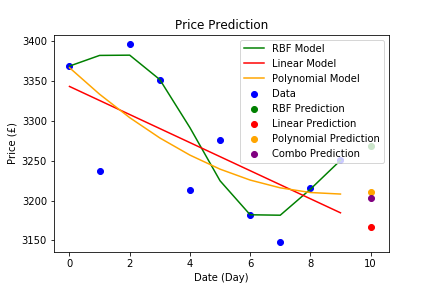 Price Prediction
3400
3350
3300
3250
3200
3150
Price (£)
0
2
4
6
8
10
Date (Day)
RBF Model
Linear Model
Polynomial Model
Data
RBF Prediction
Linear Prediction
Polynomial Prediction
Combo Prediction